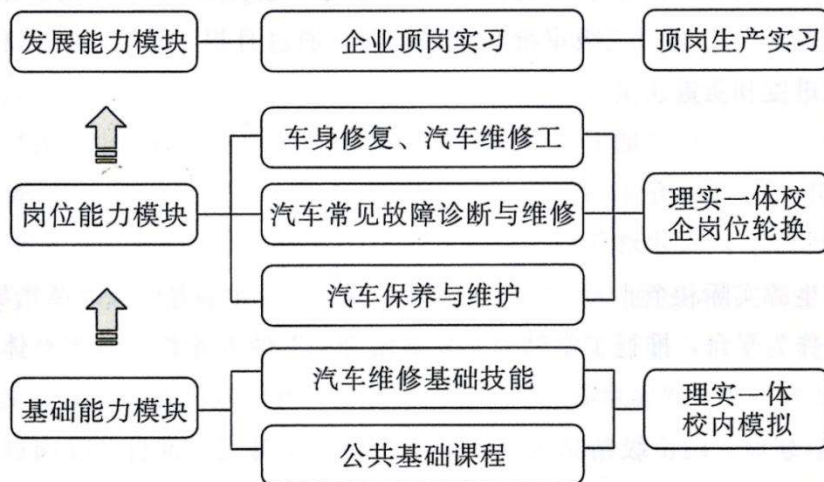 发展能力模块
企业顶岗实习
顶岗生产实习
车身修复、汽车维修工
岗位能力模块
汽车常见故障诊断与维修
理实一体校
企岗位轮换
汽车保养与维护
汽车维修基础技能
基础能力模块
理实一体
校内模拟
公共基础课程